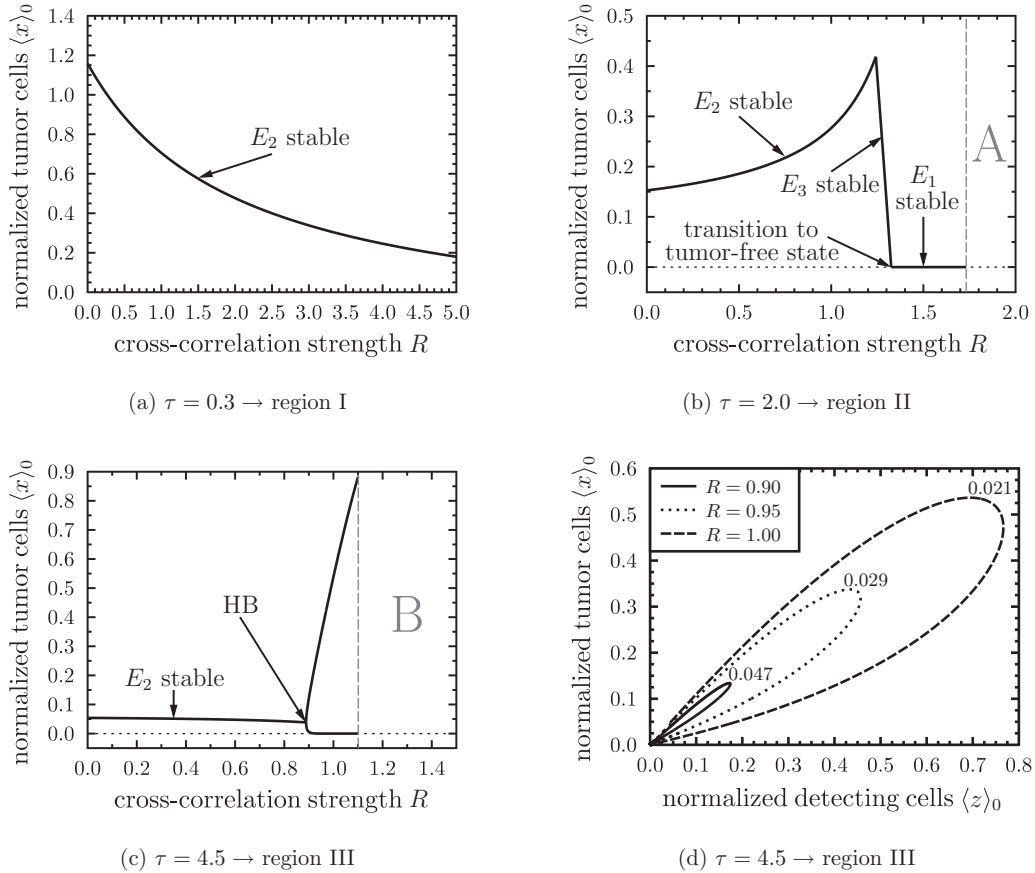 normalized tumor cells ⟨x⟩₀
1.4
1.2
1.0
0.8
0.6
0.4
0.2
0.0
E₂ stable
0.0 0.5 1.0 1.5 2.0 2.5 3.0 3.5 4.0 4.5 5.0
cross-correlation strength R
(a) τ = 0.3 → region I
normalized tumor cells ⟨x⟩₀
0.5
0.4
0.3
0.2
0.1
0.0
E₂ stable
E₃ stable
E₁
stable
transition to
tumor-free state
A
0.0 0.5 1.0 1.5 2.0
cross-correlation strength R
(b) τ = 2.0 → region II
normalized tumor cells ⟨x⟩₀
0.9
0.8
0.7
0.6
0.5
0.4
0.3
0.2
0.1
0.0
HB
E₂ stable
B
0.0 0.2 0.4 0.6 0.8 1.0 1.2 1.4
cross-correlation strength R
(c) τ = 4.5 → region III
normalized tumor cells ⟨x⟩₀
0.6
0.5
0.4
0.3
0.2
0.1
0.0
R = 0.90
R = 0.95
R = 1.00
0.021
0.029
0.047
0.0 0.1 0.2 0.3 0.4 0.5 0.6 0.7 0.8
normalized detecting cells ⟨z⟩₀
(d) τ = 4.5 → region III